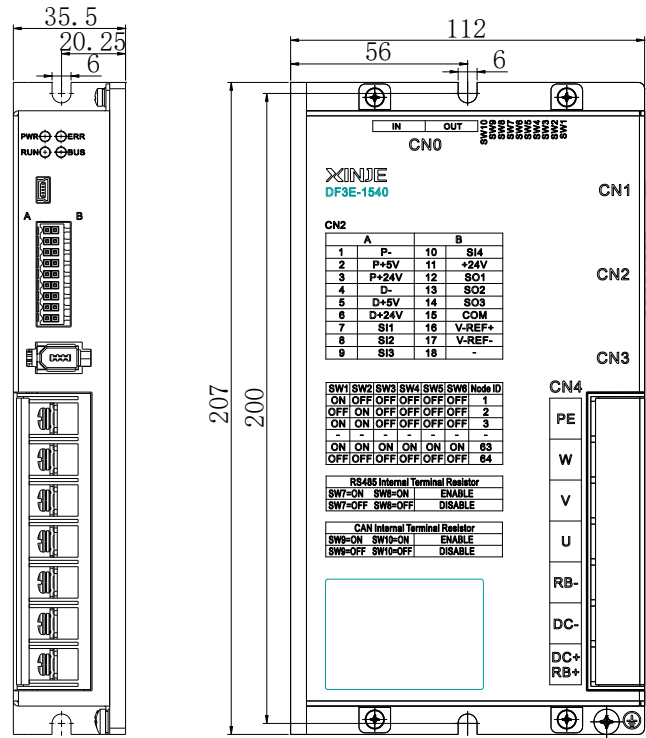 35.5
20.25
6
112
56
6
207
200
PWR ERR
RUN BUS
A B
IN OUT
CN0
SW10
SW9
SW8
SW7
SW6
SW5
SW4
SW3
SW2
SW1
XINJE
DF3E-1540
CN1
CN2
CN3
CN4
CN2
A B
1 P- 10 SI4
2 P+5V 11 +24V
3 P+24V 12 SO1
4 D- 13 SO2
5 D+5V 14 SO3
6 D+24V 15 COM
7 SI1 16 V-REF+
8 SI2 17 V-REF-
9 SI3 18 -
SW1 SW2 SW3 SW4 SW5 SW6 Node ID
ON OFF OFF OFF OFF OFF 1
OFF ON OFF OFF OFF OFF 2
ON ON OFF OFF OFF OFF 3
- - - - - - -
ON ON ON ON ON ON 63
OFF OFF OFF OFF OFF OFF 64
RS485 Internal Terminal Resistor
SW7=ON SW8=ON ENABLE
SW7=OFF SW8=OFF DISABLE
CAN Internal Terminal Resistor
SW9=ON SW10=ON ENABLE
SW9=OFF SW10=OFF DISABLE
PE
W
V
U
RB-
DC-
DC+
RB+